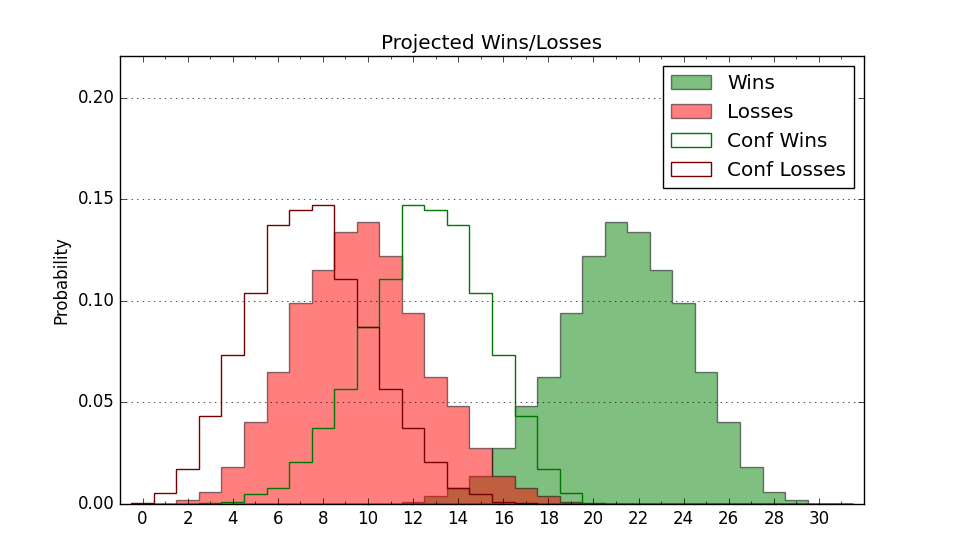 Projected Wins/Losses
Wins
Losses
Conf Wins
Conf Losses
Probability
0.20
0.15
0.10
0.05
0.00
0 2 4 6 8 10 12 14 16 18 20 22 24 26 28 30